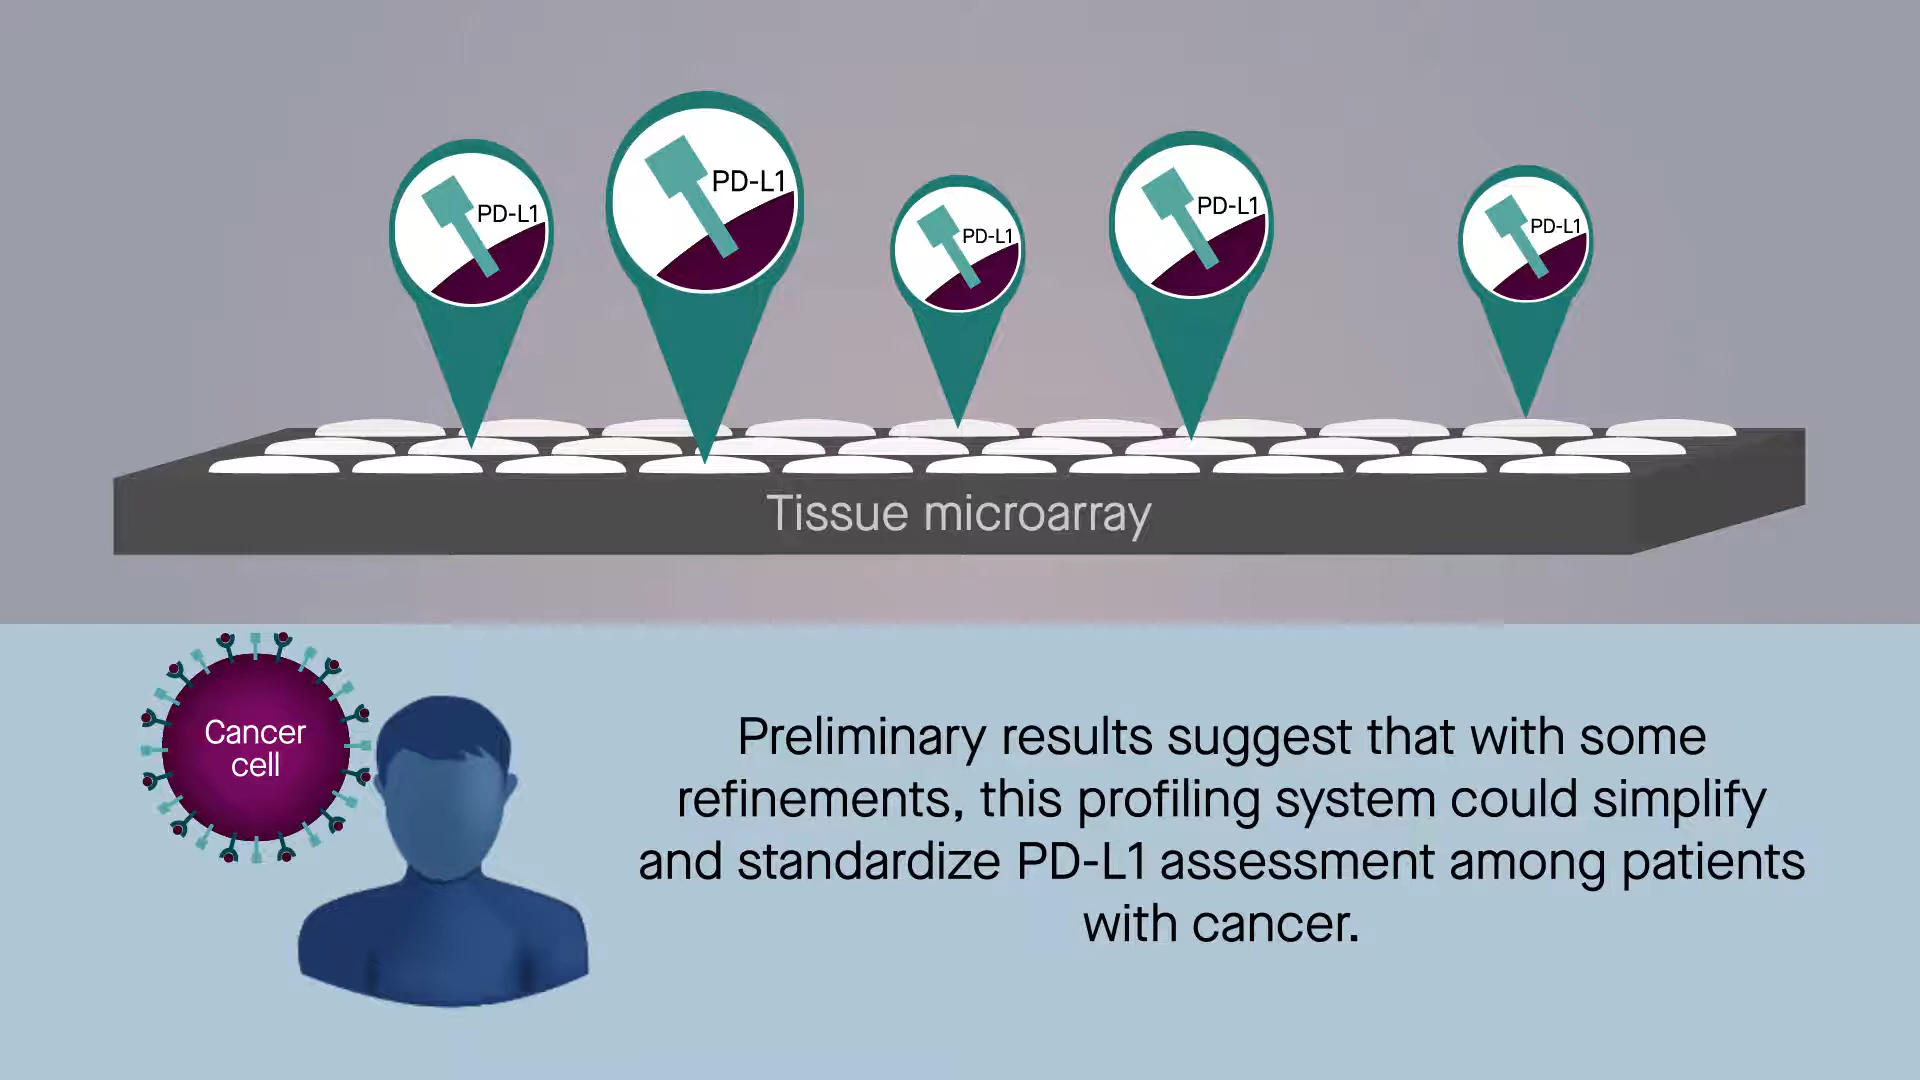 PD-L1
PD-L1
PD-L1
PD-L1
PD-L1
Tissue microarray
Cancer
cell
Preliminary results suggest that with some
refinements, this profiling system could simplify
and standardize PD-L1 assessment among patients
with cancer.